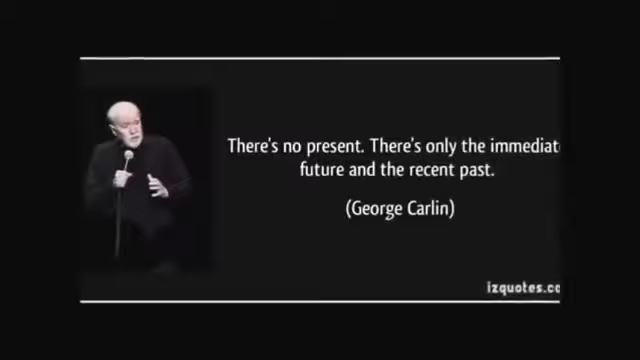 There's no present. There's only the immediat
future and the recent past.
(George Carlin)
izquotes.co